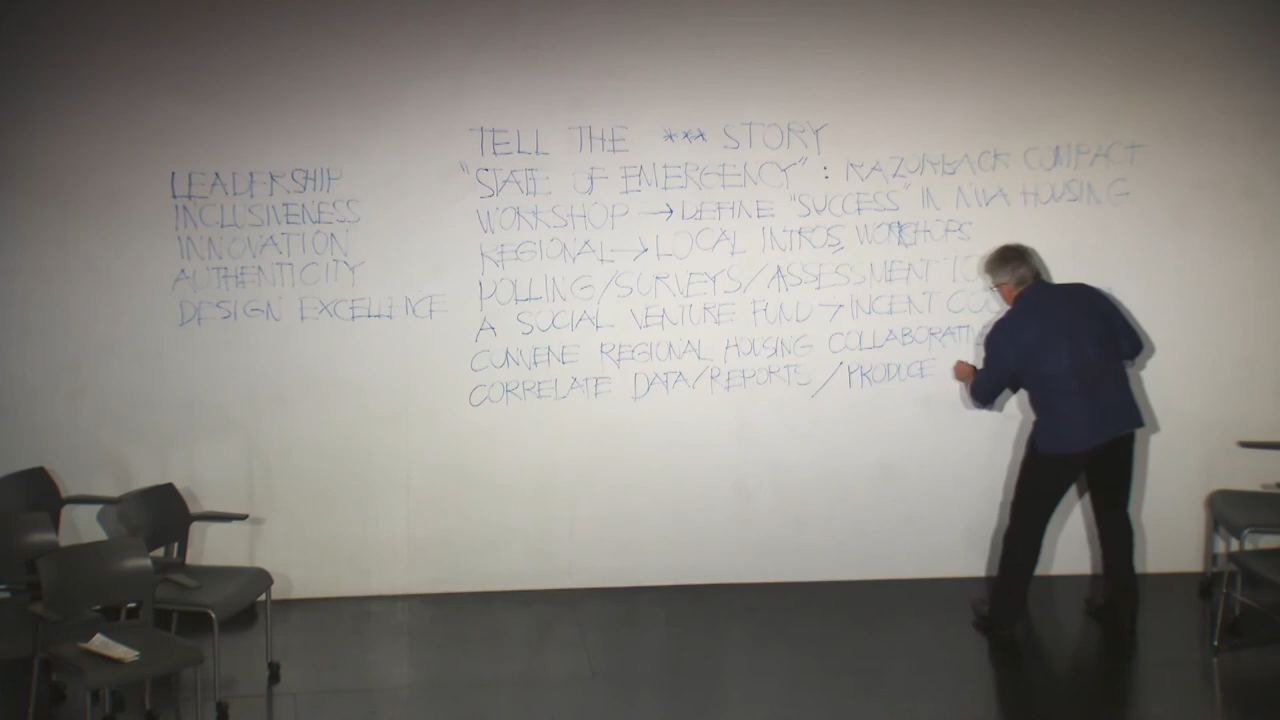 LEADERSHIP
INCLUSIVENESS
INNOVATION
AUTHENTICITY
DESIGN EXCELLENCE
TELL THE *** STORY
"STATE OF EMERGENCY" : RAZORBACK COMPACT
WORKSHOP → DEFINE "SUCCESS" IN NWA HOUSING
REGIONAL → LOCAL INTROS, WORKSHOPS
POLLING/SURVEYS/ASSESSMENT
A SOCIAL VENTURE FUND → INCENT
CONVENE REGIONAL HOUSING
CORRELATE DATA/REPORTS /PRODUCE